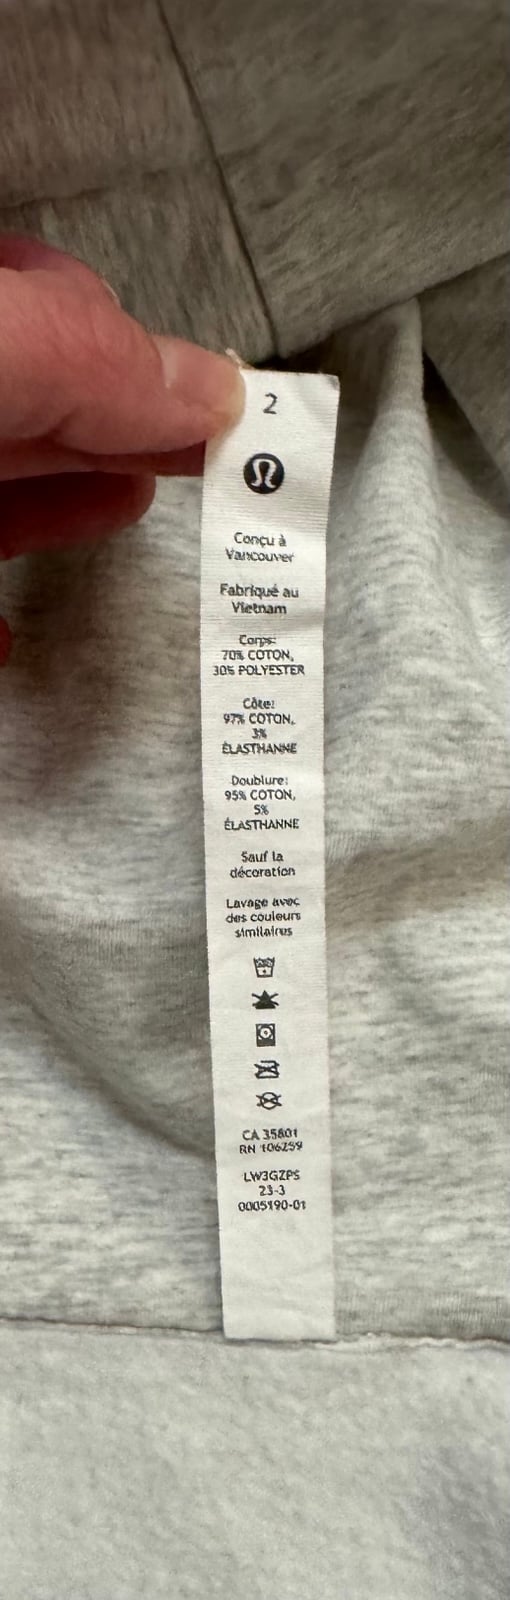 2
Conçu à
Vancouver
Fabriqué au
Vietnam
Corps:
70% COTON,
30% POLYESTER
Côte:
97% COTON,
3%
ÉLASTHANNE
Doublure:
95% COTON,
5%
ÉLASTHANNE
Sauf la
décoration
Lavage avec
des couleurs
similaires
CA 35801
RN 106259
LW3GZPS
23-3
0005190-01